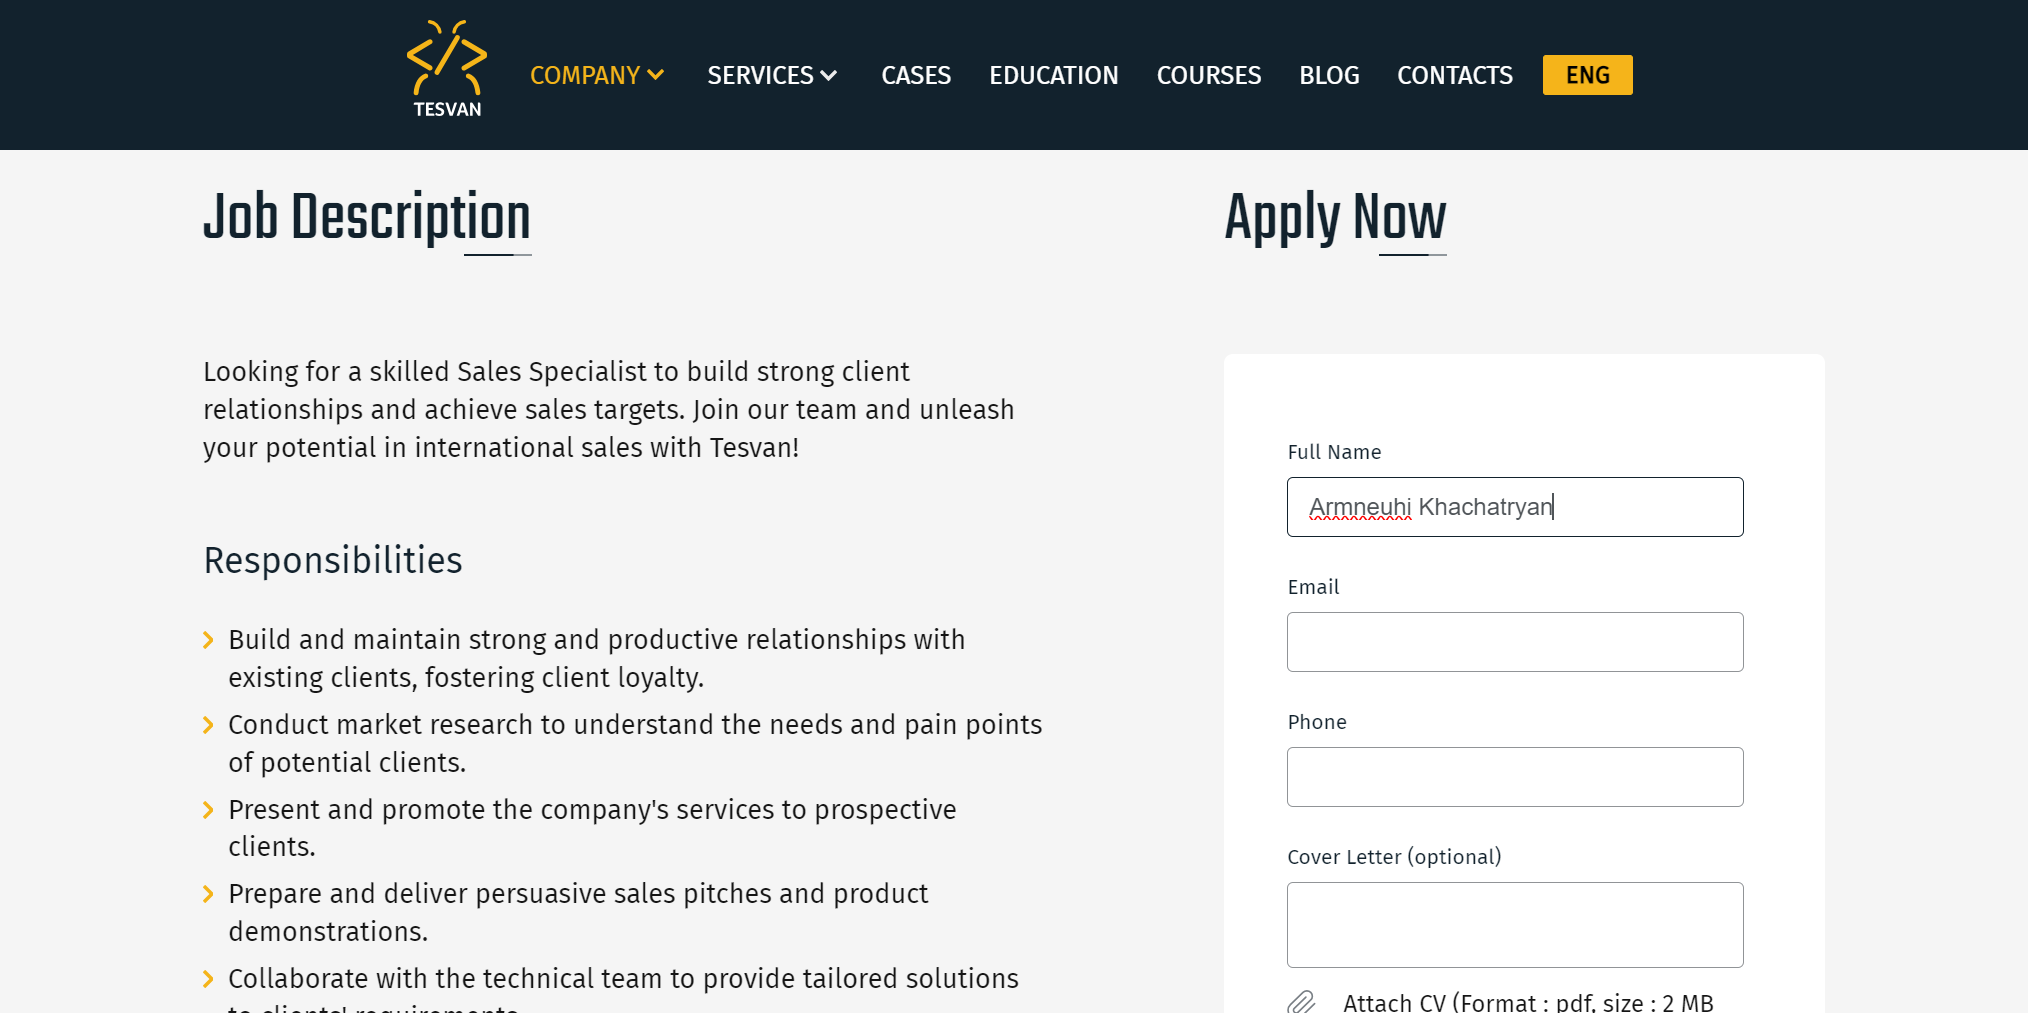 TESVAN
COMPANY
SERVICES
CASES
EDUCATION
COURSES
BLOG
CONTACTS
ENG
Job Description
Looking for a skilled Sales Specialist to build strong client
relationships and achieve sales targets. Join our team and unleash
your potential in international sales with Tesvan!
Responsibilities
Build and maintain strong and productive relationships with
existing clients, fostering client loyalty.
Conduct market research to understand the needs and pain points
of potential clients.
Present and promote the company's services to prospective
clients.
Prepare and deliver persuasive sales pitches and product
demonstrations.
Collaborate with the technical team to provide tailored solutions
to clients' requirements.
Apply Now
Full Name
Armneuhi Khachatryan
Email
Phone
Cover Letter (optional)
Attach CV (Format : pdf, size : 2 MB